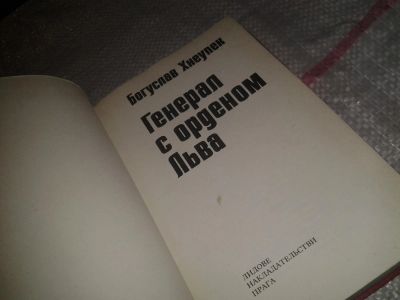 Богуслав Хнеупек
Генерал
с орденом
Льва
ЛИДОВЕ
НАКЛАДАТЕЛЬСТВИ
ПРАГА